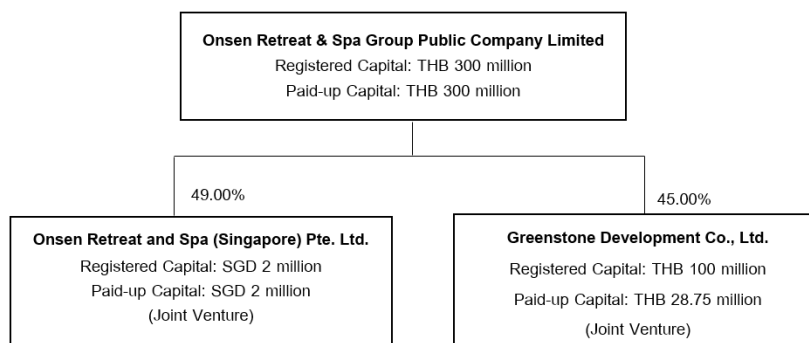 Onsen Retreat & Spa Group Public Company Limited
Registered Capital: THB 300 million
Paid-up Capital: THB 300 million
49.00%
45.00%
Onsen Retreat and Spa (Singapore) Pte. Ltd.
Registered Capital: SGD 2 million
Paid-up Capital: SGD 2 million
(Joint Venture)
Greenstone Development Co., Ltd.
Registered Capital: THB 100 million
Paid-up Capital: THB 28.75 million
(Joint Venture)